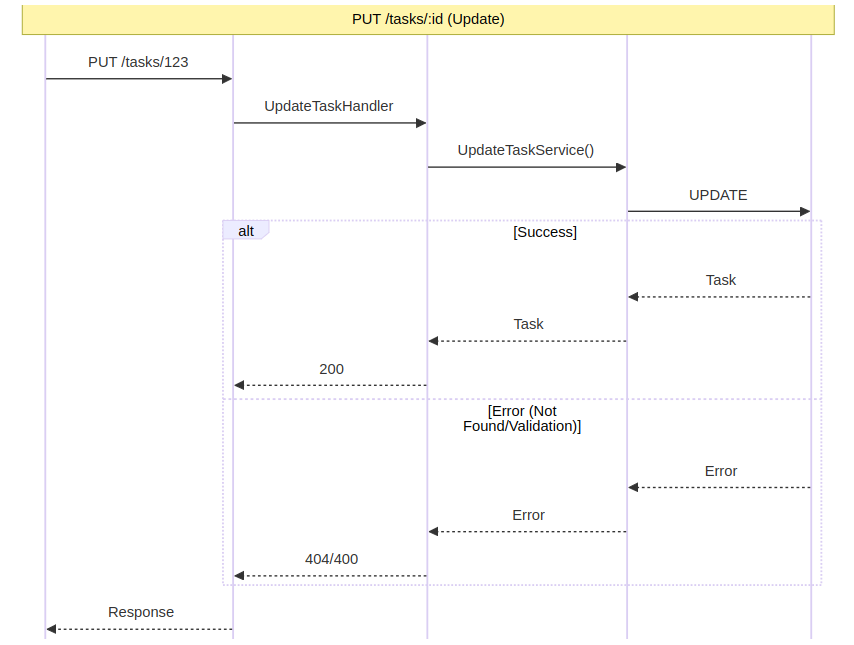 PUT /tasks/:id (Update)
PUT /tasks/123
UpdateTaskHandler
UpdateTaskService()
UPDATE
alt
[Success]
Task
Task
200
[Error (Not
Found/Validation)]
Error
Error
404/400
Response